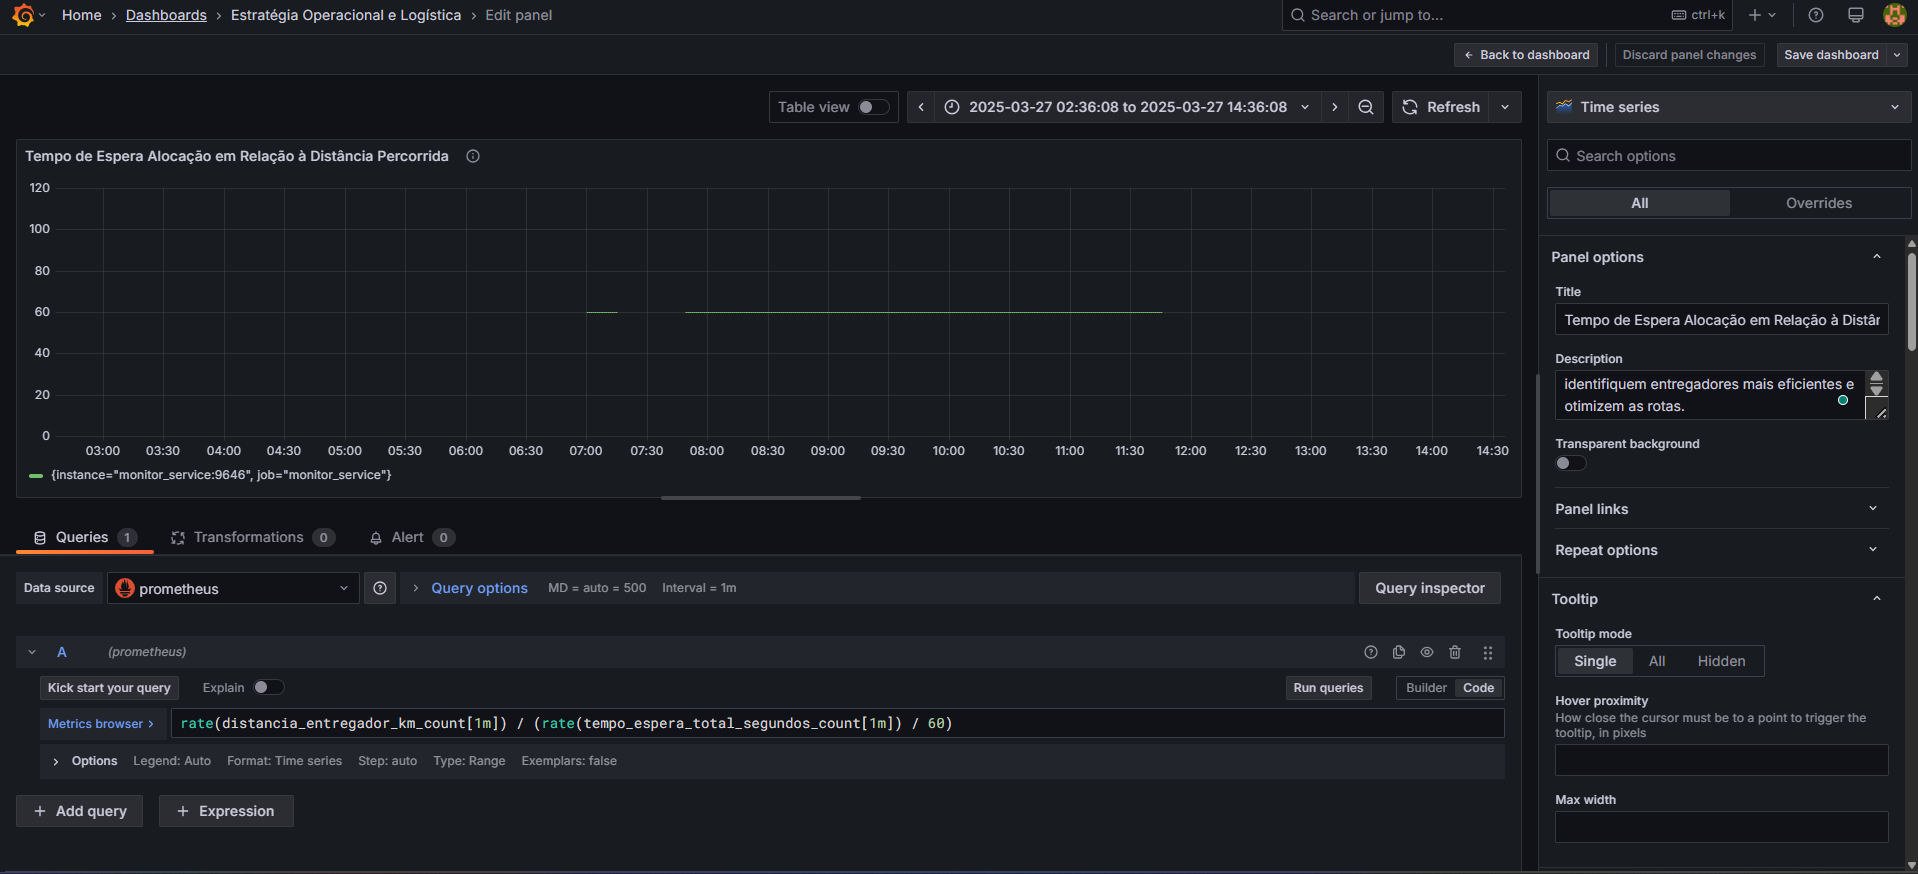 Home › Dashboards › Estratégia Operacional e Logística › Edit panel
Search or jump to...
ctrl+k
Back to dashboard
Discard panel changes
Save dashboard
Table view
2025-03-27 02:36:08 to 2025-03-27 14:36:08
Refresh
Time series
Tempo de Espera Alocação em Relação à Distância Percorrida
Search options
All
Overrides
120
100
80
60
40
20
0
03:00 03:30 04:00 04:30 05:00 05:30 06:00 06:30 07:00 07:30 08:00 08:30 09:00 09:30 10:00 10:30 11:00 11:30 12:00 12:30 13:00 13:30 14:00 14:30
{instance="monitor_service:9646", job="monitor_service"}
Panel options
Title
Tempo de Espera Alocação em Relação à Distân
Description
identifiquem entregadores mais eficientes e
otimizem as rotas.
Transparent background
Panel links
Repeat options
Tooltip
Tooltip mode
Single
All
Hidden
Hover proximity
How close the cursor must be to a point to trigger the
tooltip, in pixels
Max width
Queries 1
Transformations 0
Alert 0
Data source
prometheus
Query options
MD = auto = 500
Interval = 1m
Query inspector
A
(prometheus)
Kick start your query
Explain
Run queries
Builder
Code
Metrics browser >
rate(distancia_entregador_km_count[1m]) / (rate(tempo_espera_total_segundos_count[1m]) / 60)
Options
Legend: Auto
Format: Time series
Step: auto
Type: Range
Exemplars: false
+ Add query
+ Expression